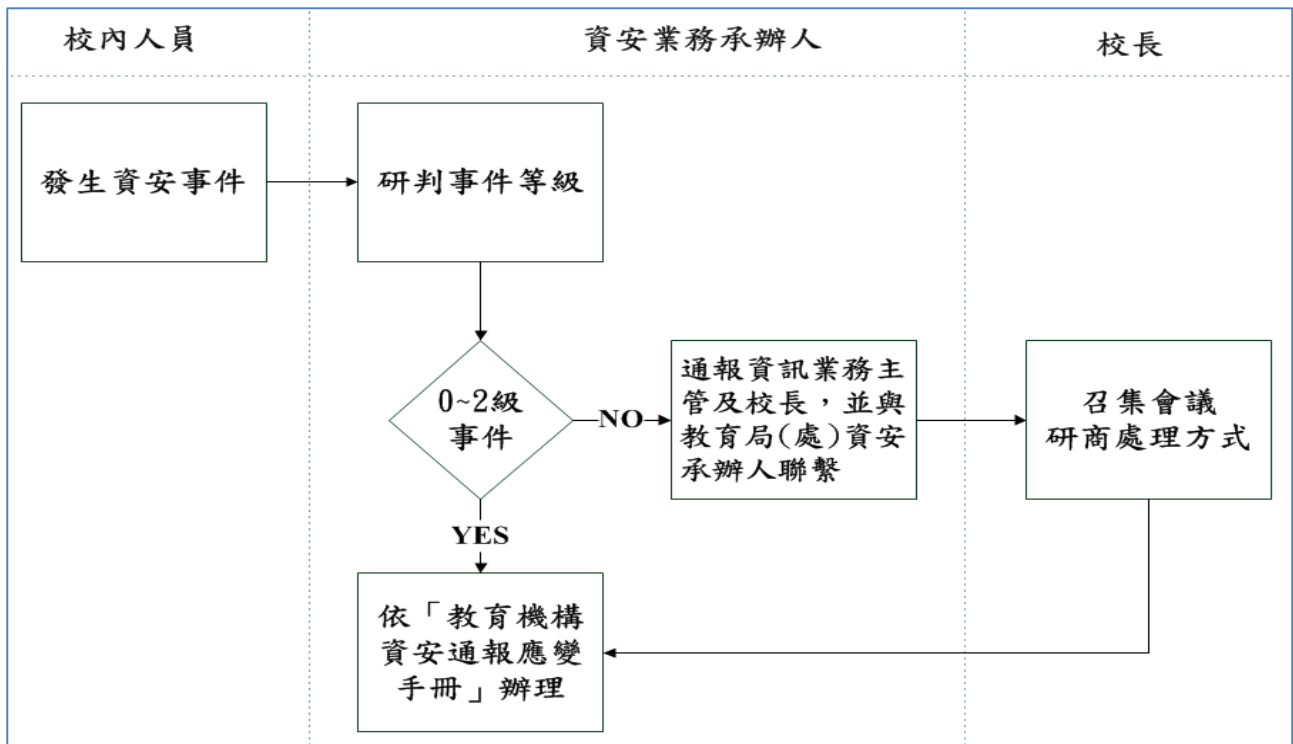 校內人員
資安業務承辦人
校長
發生資安事件
研判事件等級
0~2級
事件
NO
通報資訊業務主
管及校長，並與
教育局(處)資安
承辦人聯繫
召集會議
研商處理方式
YES
依「教育機構
資安通報應變
手冊」辦理